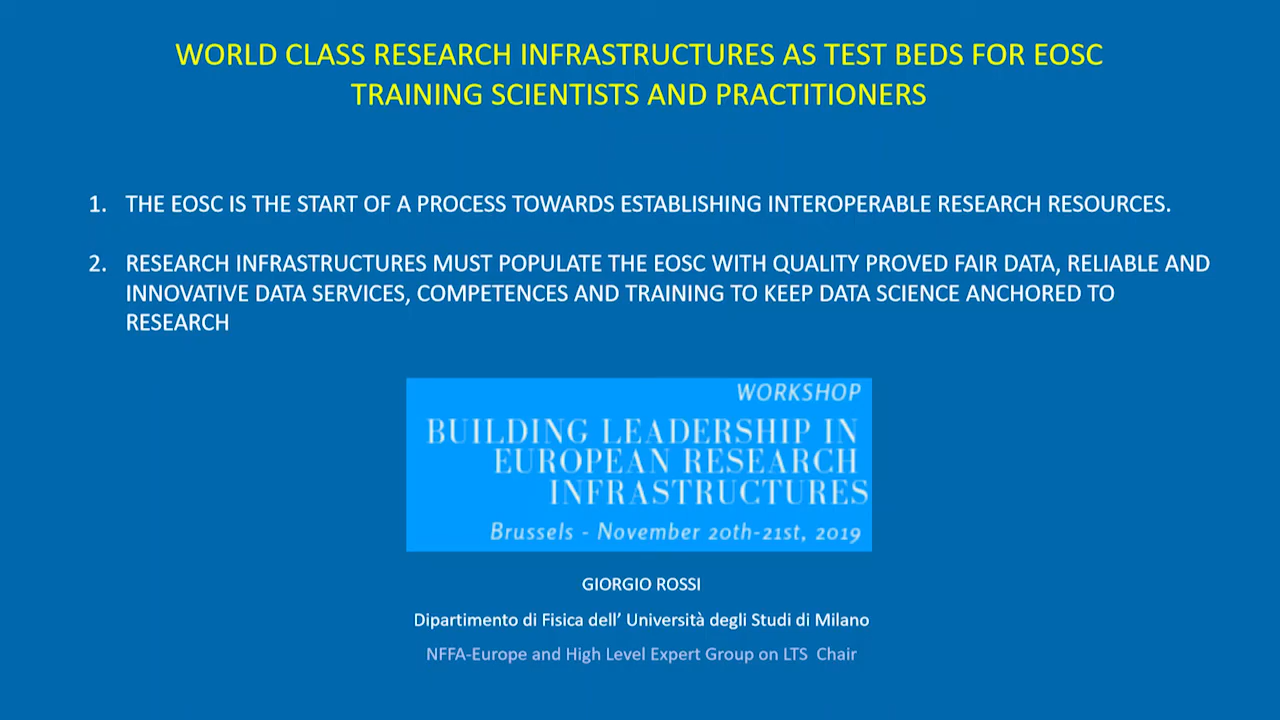 WORLD CLASS RESEARCH INFRASTRUCTURES AS TEST BEDS FOR EOSC
TRAINING SCIENTISTS AND PRACTITIONERS
1. THE EOSC IS THE START OF A PROCESS TOWARDS ESTABLISHING INTEROPERABLE RESEARCH RESOURCES.
2. RESEARCH INFRASTRUCTURES MUST POPULATE THE EOSC WITH QUALITY PROVED FAIR DATA, RELIABLE AND
INNOVATIVE DATA SERVICES, COMPETENCES AND TRAINING TO KEEP DATA SCIENCE ANCHORED TO
RESEARCH
WORKSHOP
BUILDING LEADERSHIP IN
EUROPEAN RESEARCH
INFRASTRUCTURES
Brussels - November 20th-21st, 2019
GIORGIO ROSSI
Dipartimento di Fisica dell’ Università degli Studi di Milano
NFFA-Europe and High Level Expert Group on LTS Chair